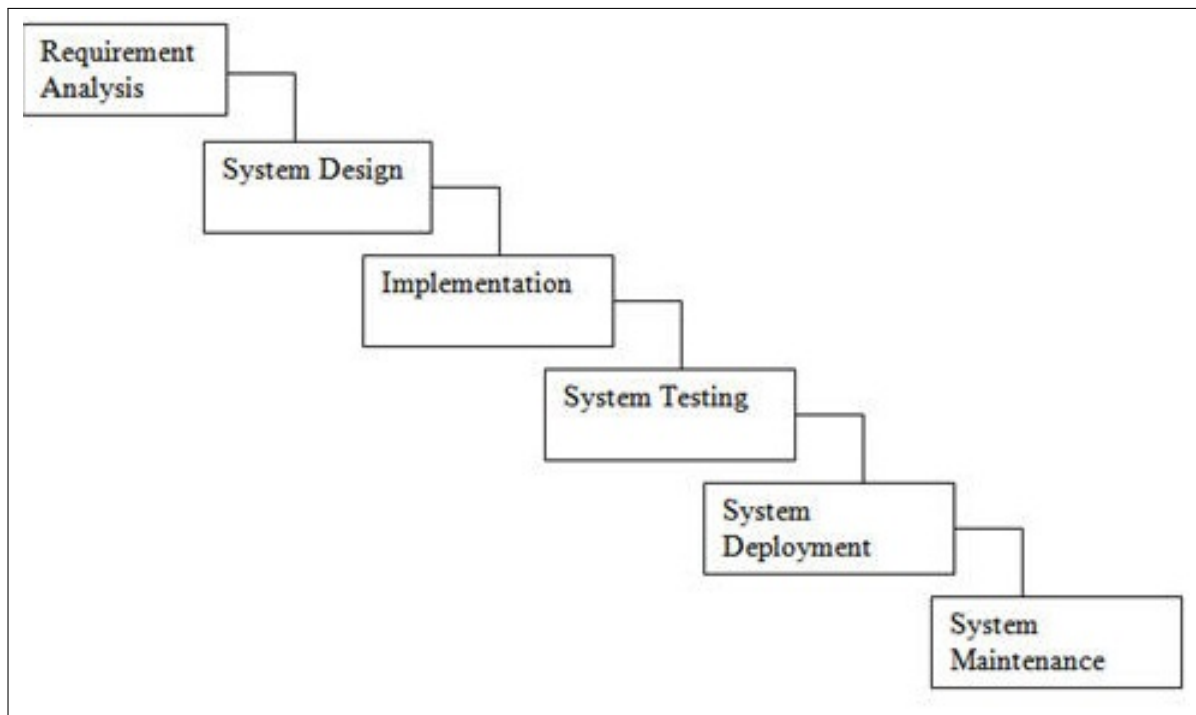 Requirement
Analysis
System Design
Implementation
System Testing
System
Deployment
System
Maintenance